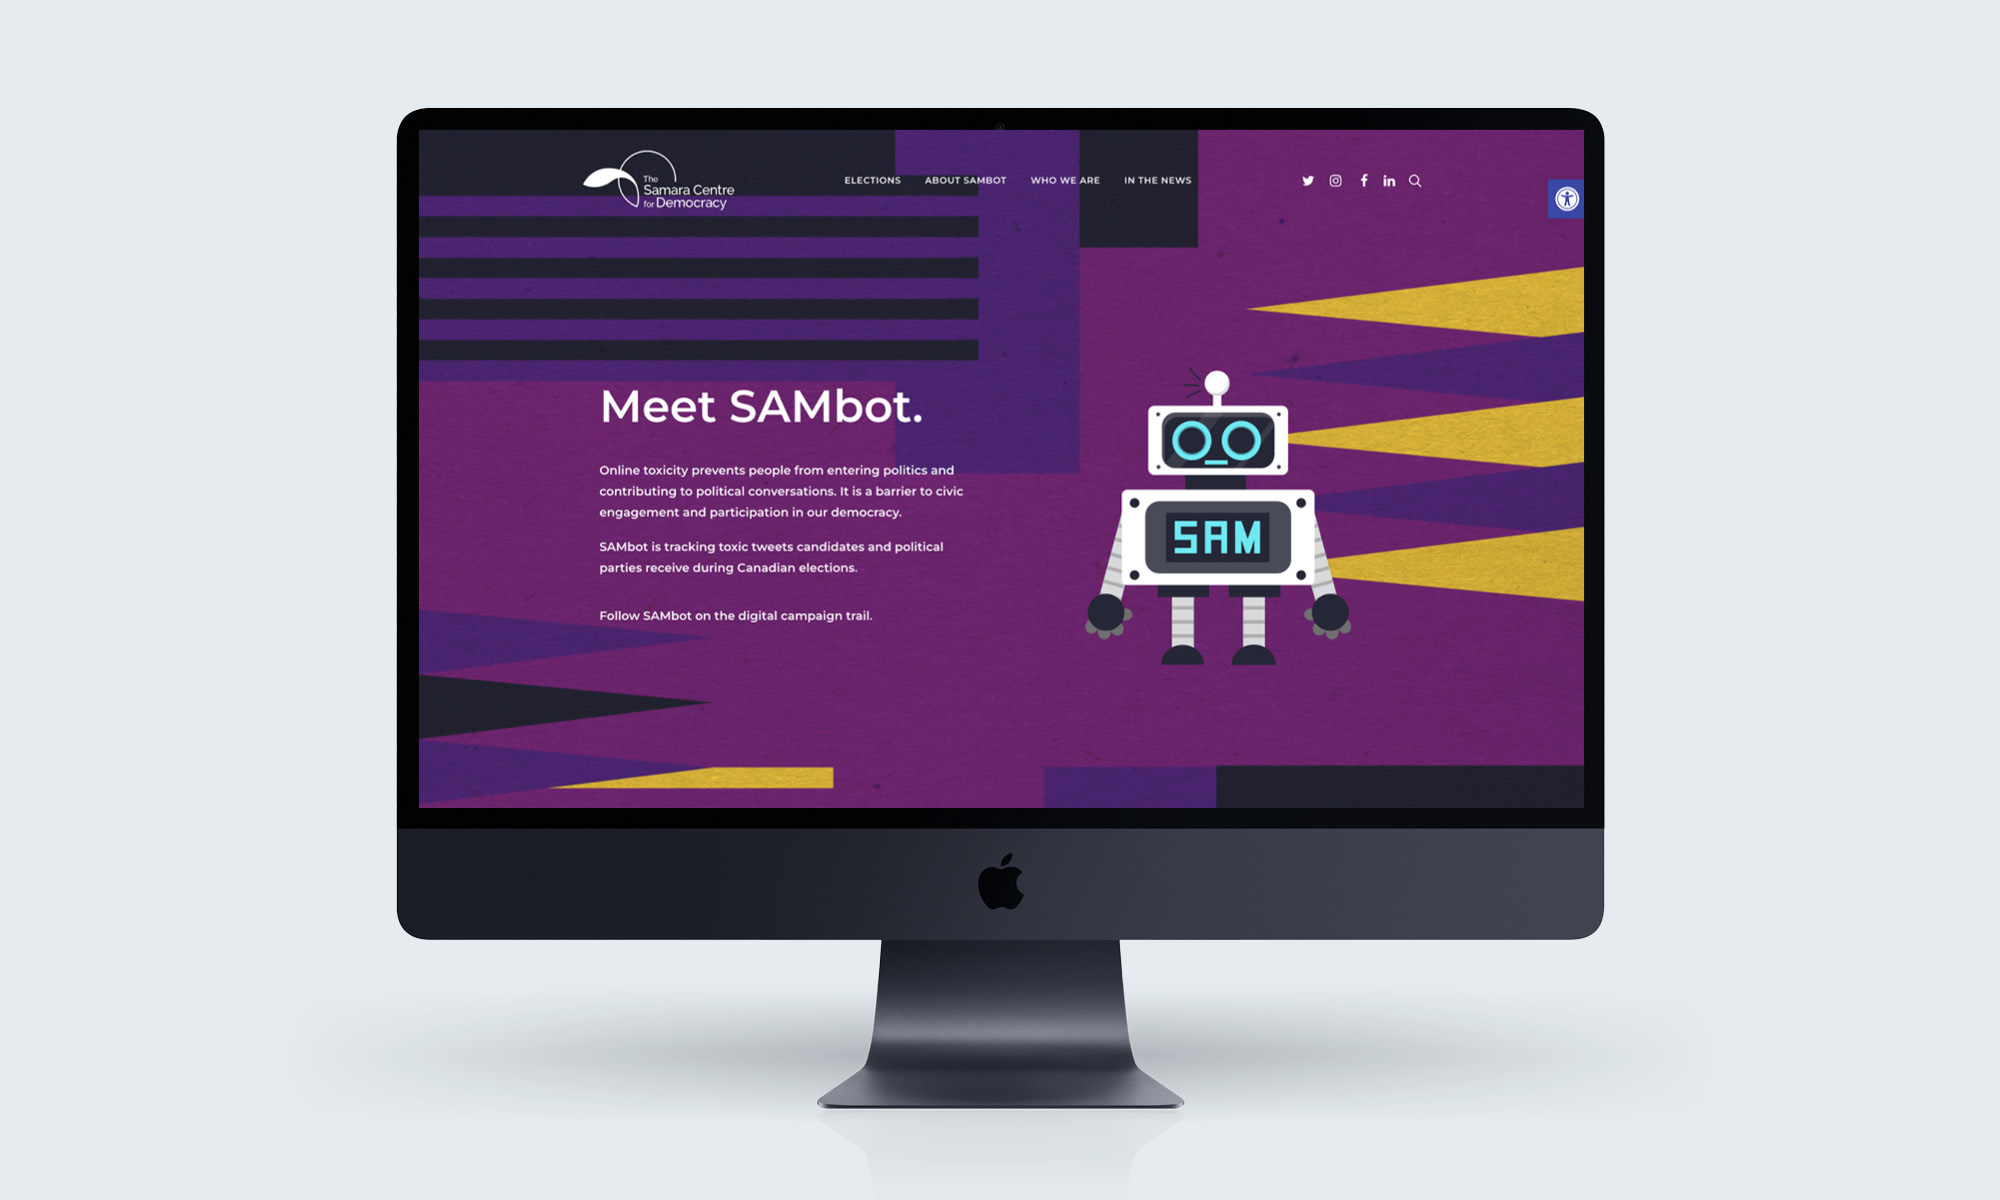 The
Samara Centre
for Democracy
ELECTIONS ABOUT SAMBOT WHO WE ARE IN THE NEWS
Meet SAMbot.
Online toxicity prevents people from entering politics and
contributing to political conversations. It is a barrier to civic
engagement and participation in our democracy.
SAMbot is tracking toxic tweets candidates and political
parties receive during Canadian elections.
Follow SAMbot on the digital campaign trail.
SAM